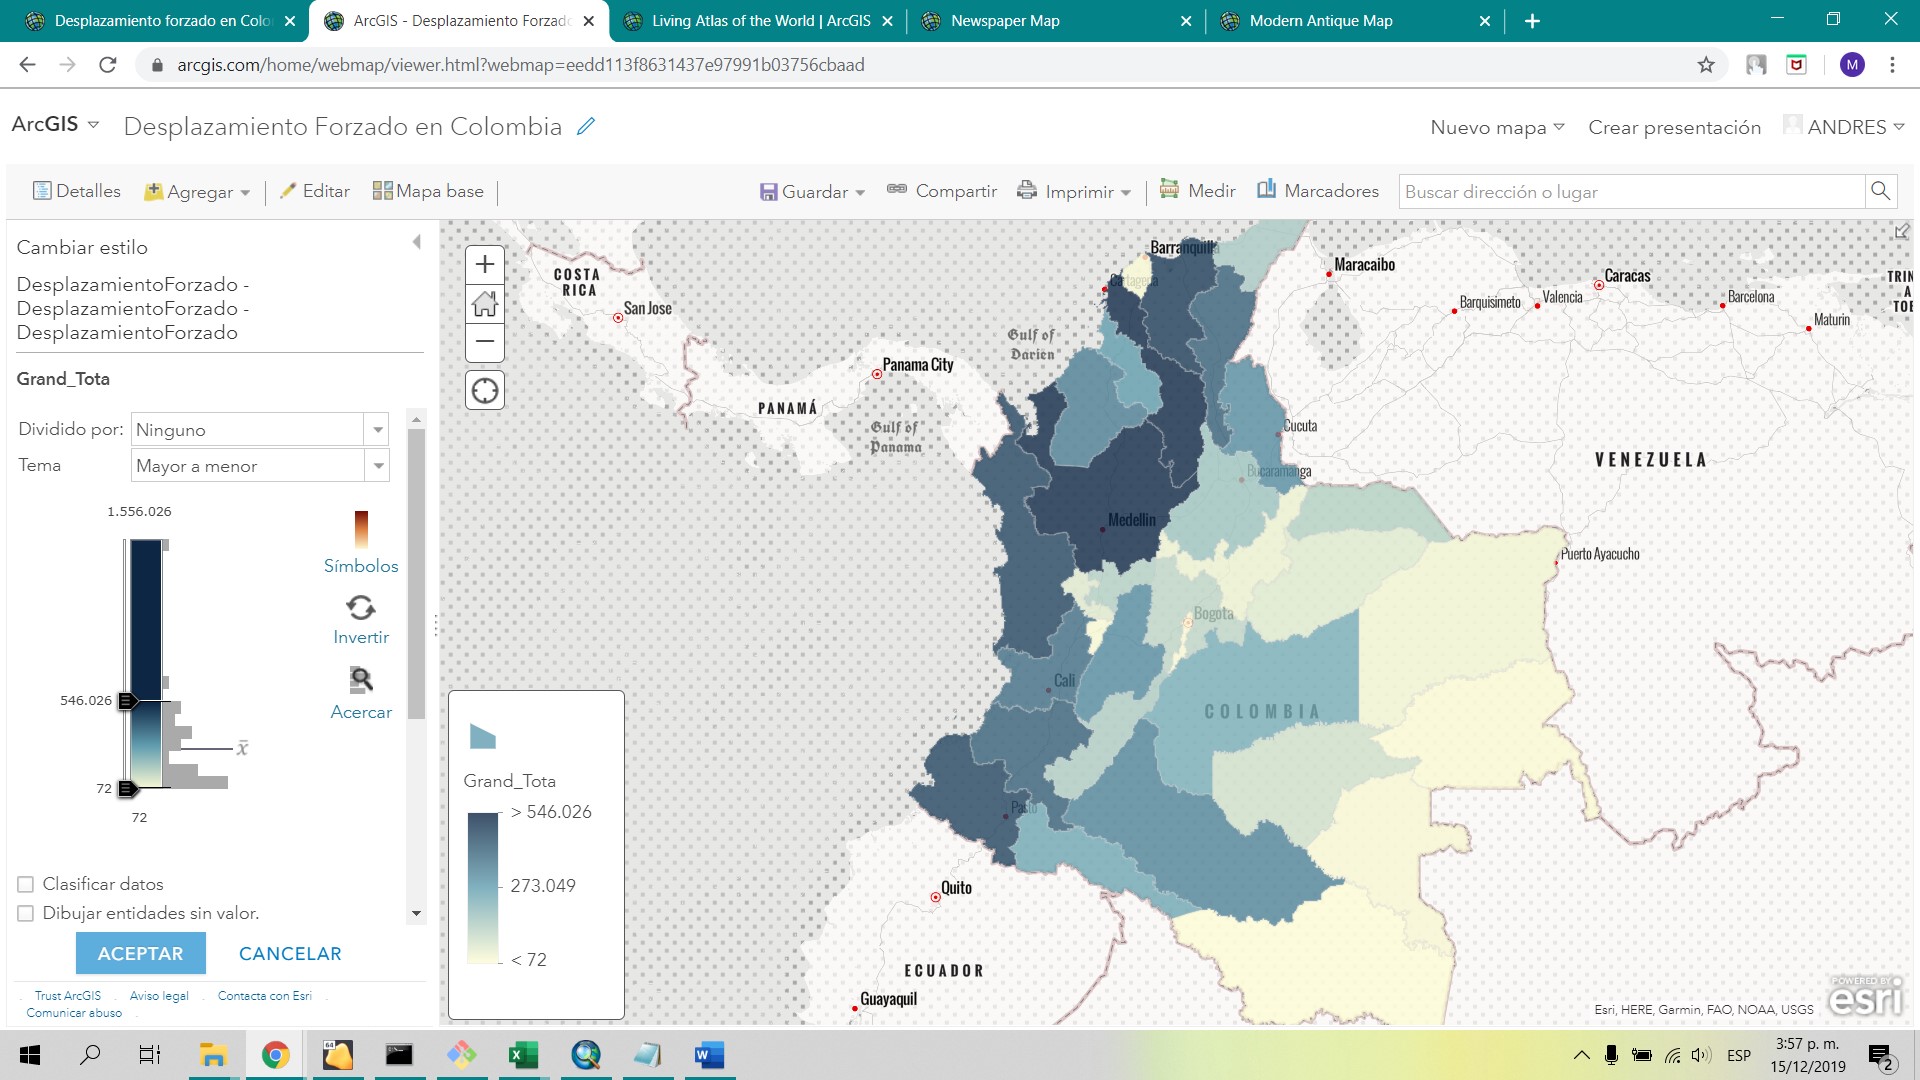 Desplazamiento forzado en Colo
ArcGIS - Desplazamiento Forzado
Living Atlas of the World | ArcGIS
Newspaper Map
Modern Antique Map
arcgis.com/home/webmap/viewer.html?webmap=eedd113f8631437e97991b03756cbaad
M
ArcGIS
Desplazamiento Forzado en Colombia
Nuevo mapa
Crear presentación
ANDRES
Detalles
Agregar
Editar
Mapa base
Guardar
Compartir
Imprimir
Medir
Marcadores
Buscar dirección o lugar
Cambiar estilo
DesplazamientoForzado -
DesplazamientoForzado -
DesplazamientoForzado
Grand_Tota
Dividido por: Ninguno
Tema Mayor a menor
1.556.026
Símbolos
Invertir
Acercar
546.026
x̄
72
72
Clasificar datos
Dibujar entidades sin valor.
ACEPTAR
CANCELAR
Trust ArcGIS
Aviso legal
Contacta con Esri
Comunicar abuso
Grand_Tota
> 546.026
273.049
< 72
COSTA
RICA
San Jose
Panama City
PANAMÁ
Gulf of
Panama
Gulf of
Darien
Barranquilla
Cartagena
Maracaibo
Barquisimeto
Valencia
Caracas
Barcelona
Maturin
TRIN
A
TOB
Cucuta
Bucaramanga
VENEZUELA
Medellin
Puerto Ayacucho
Bogota
Cali
COLOMBIA
Pasto
Quito
ECUADOR
Guayaquil
POWERED BY
esri
Esri, HERE, Garmin, FAO, NOAA, USGS
64
ESP
3:57 p. m.
15/12/2019
2